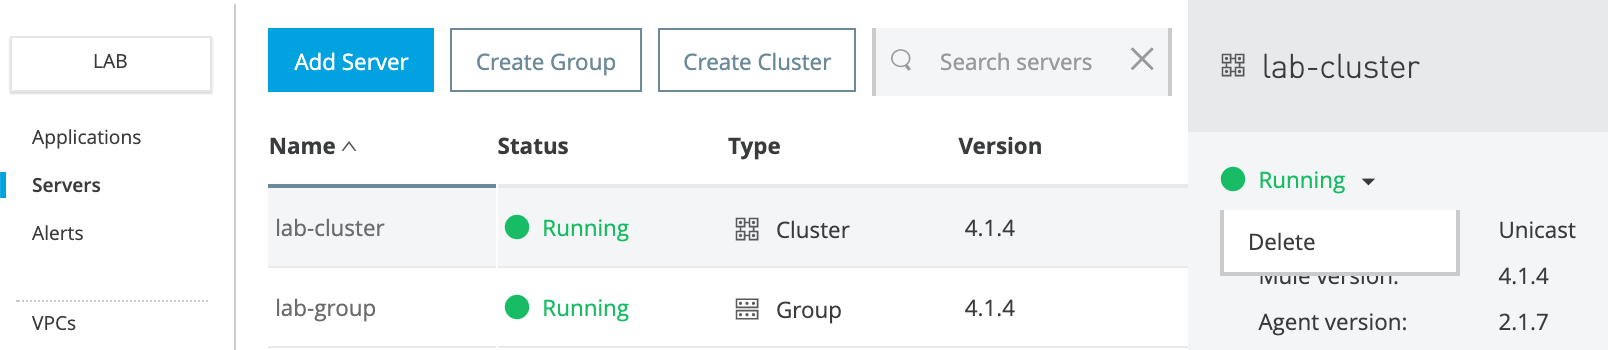 LAB
Applications
Servers
Alerts
VPCs
Add Server
Create Group
Create Cluster
Search servers
Name Status Type Version
lab-cluster Running Cluster 4.1.4
lab-group Running Group 4.1.4
lab-cluster
Running
Delete
Unicast
Mule version: 4.1.4
Agent version: 2.1.7